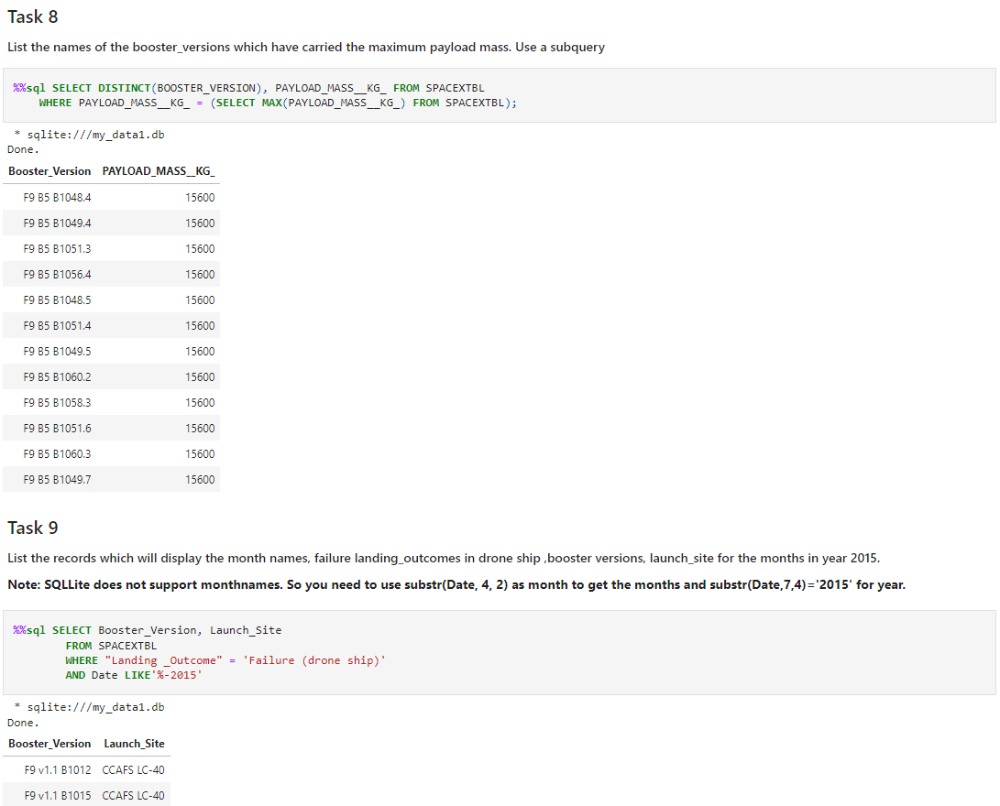 Task 8
List the names of the booster_versions which have carried the maximum payload mass. Use a subquery
%%sql SELECT DISTINCT(BOOSTER_VERSION), PAYLOAD_MASS__KG_ FROM SPACEXTBL
WHERE PAYLOAD_MASS__KG_ = (SELECT MAX(PAYLOAD_MASS__KG_) FROM SPACEXTBL);
* sqlite:///my_data1.db
Done.
Booster_Version PAYLOAD_MASS__KG_
F9 B5 B1048.4 15600
F9 B5 B1049.4 15600
F9 B5 B1051.3 15600
F9 B5 B1056.4 15600
F9 B5 B1048.5 15600
F9 B5 B1051.4 15600
F9 B5 B1049.5 15600
F9 B5 B1060.2 15600
F9 B5 B1058.3 15600
F9 B5 B1051.6 15600
F9 B5 B1060.3 15600
F9 B5 B1049.7 15600
Task 9
List the records which will display the month names, failure landing_outcomes in drone ship ,booster versions, launch_site for the months in year 2015.
Note: SQLLite does not support monthnames. So you need to use substr(Date, 4, 2) as month to get the months and substr(Date,7,4)='2015' for year.
%%sql SELECT Booster_Version, Launch_Site
FROM SPACEXTBL
WHERE "Landing _Outcome" = 'Failure (drone ship)'
AND Date LIKE'%-2015'
* sqlite:///my_data1.db
Done.
Booster_Version Launch_Site
F9 v1.1 B1012 CCAFS LC-40
F9 v1.1 B1015 CCAFS LC-40